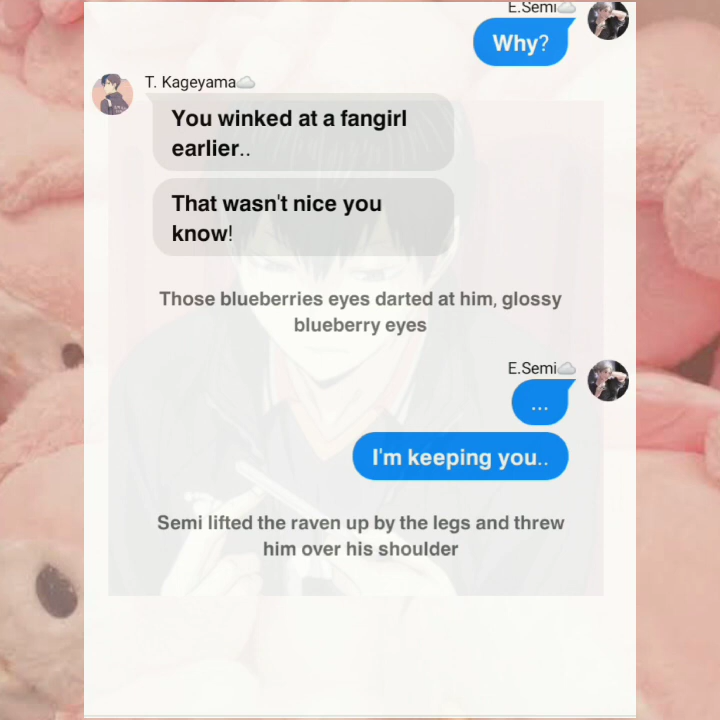 E.Semi☁
Why?
T. Kageyama☁
You winked at a fangirl
earlier..
That wasn't nice you
know!
Those blueberries eyes darted at him, glossy
blueberry eyes
E.Semi☁
...
I'm keeping you..
Semi lifted the raven up by the legs and threw
him over his shoulder